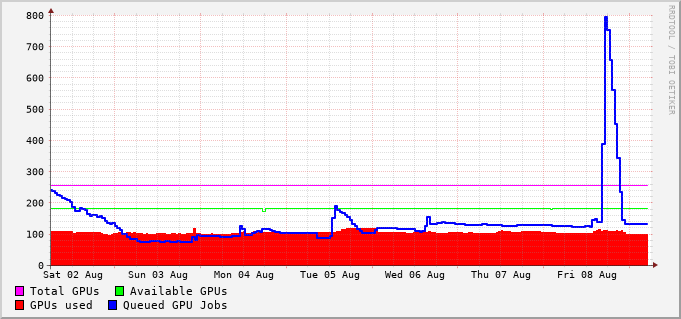 800
700
600
500
400
300
200
100
0
Sat 02 Aug Sun 03 Aug Mon 04 Aug Tue 05 Aug Wed 06 Aug Thu 07 Aug Fri 08 Aug
Total GPUs Available GPUs
GPUs used Queued GPU Jobs
RRDTOOL / TOBI OETIKER